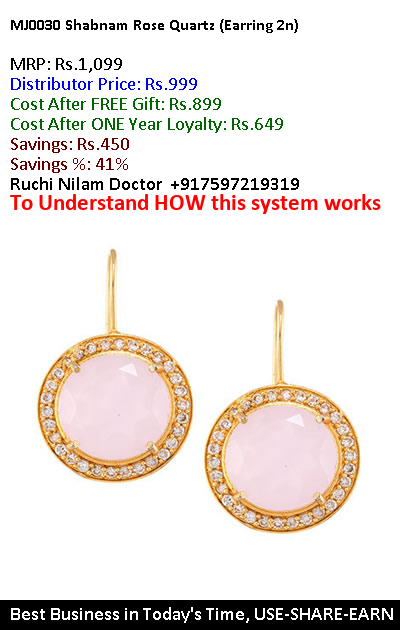 MJ0030 Shabnam Rose Quartz (Earring 2n)
MRP: Rs.1,099
Distributor Price: Rs.999
Cost After FREE Gift: Rs.899
Cost After ONE Year Loyalty: Rs.649
Savings: Rs.450
Savings %: 41%
Ruchi Nilam Doctor +917597219319
To Understand HOW this system works
Best Business in Today's Time, USE-SHARE-EARN